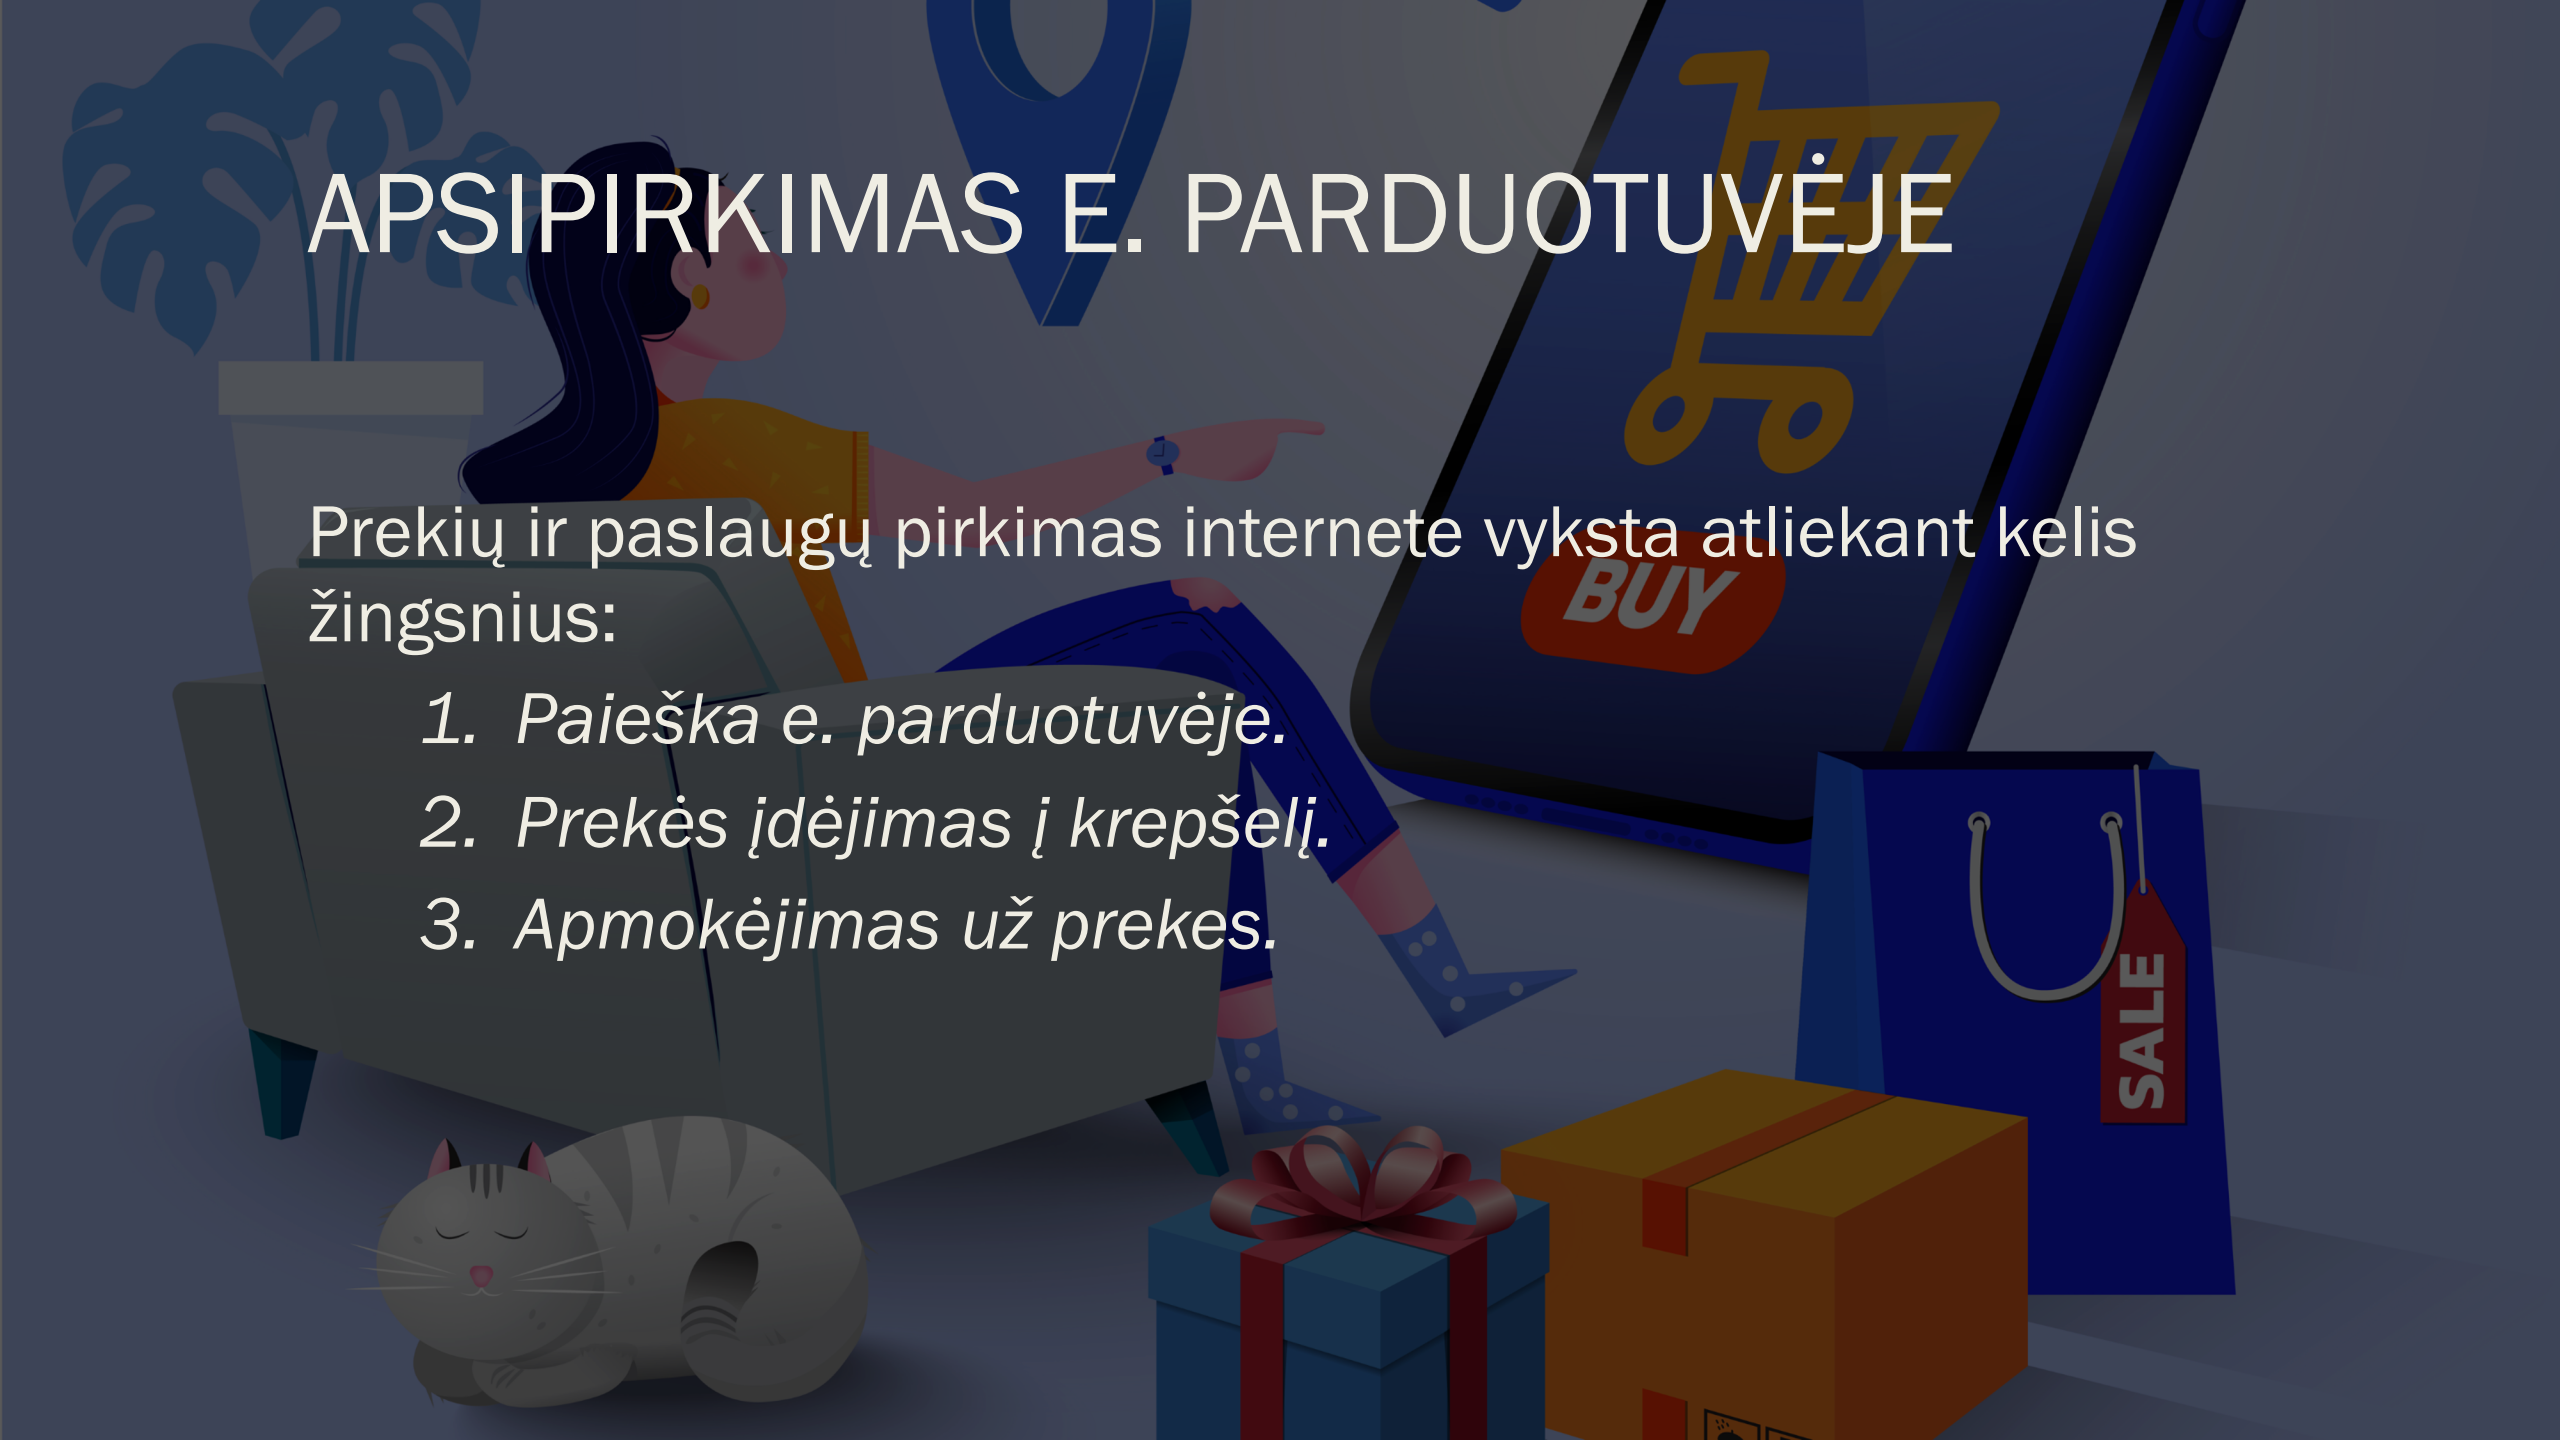 APSIPIRKIMAS E. PARDUOTUVĖJE
Prekių ir paslaugų pirkimas internete vyksta atliekant kelis
žingsnius:
1. Paieška e. parduotuvėje.
2. Prekės įdėjimas į krepšelį.
3. Apmokėjimas už prekes.
BUY
SALE